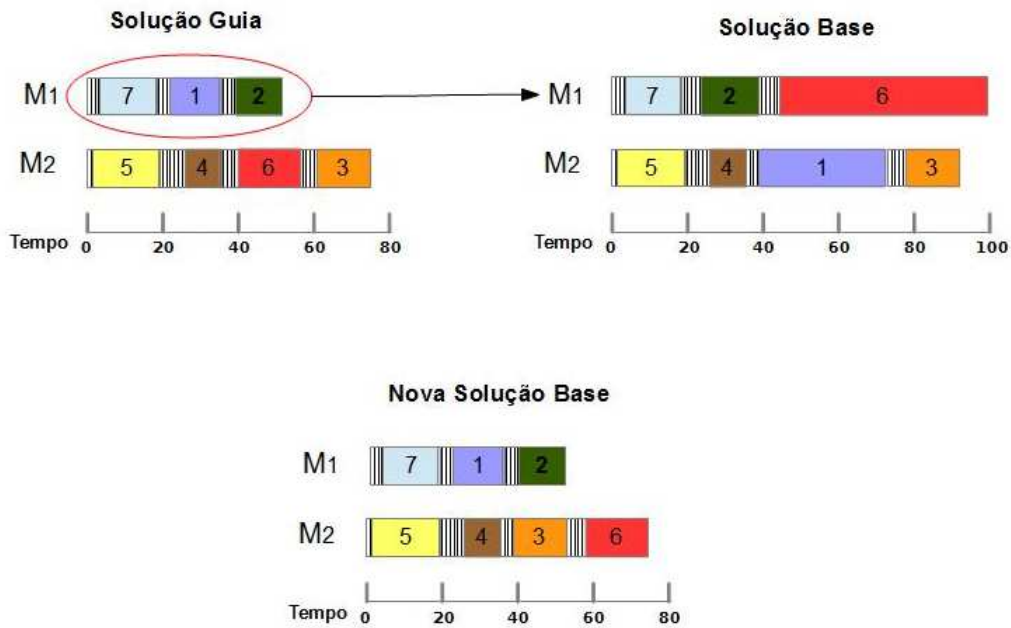 Solução Guia
M1 7 1 2
M2 5 4 6 3
Tempo 0 20 40 60 80
Solução Base
M1 7 2 6
M2 5 4 1 3
Tempo 0 20 40 60 80 100
Nova Solução Base
M1 7 1 2
M2 5 4 3 6
Tempo 0 20 40 60 80